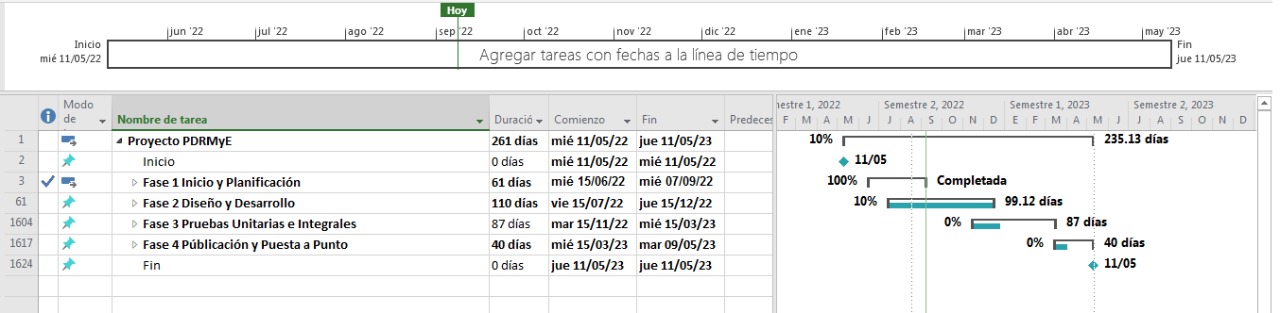 Hoy
jun '22 jul '22 ago '22 sep '22 oct '22 nov '22 dic '22 ene '23 feb '23 mar '23 abr '23 may '23
Inicio
mié 11/05/22
Agregar tareas con fechas a la línea de tiempo
Fin
jue 11/05/23
Modo de Nombre de tarea Duració Comienzo Fin Predeces
mestre 1, 2022 Semestre 2, 2022 Semestre 1, 2023 Semestre 2, 2023
F M A M J J A S O N D E F M A M J J A S O N D
1 Proyecto PDRMyE 261 días mié 11/05/22 jue 11/05/23 10% 235.13 días
2 Inicio 0 días mié 11/05/22 mié 11/05/22 11/05
3 Fase 1 Inicio y Planificación 61 días mié 15/06/22 mié 07/09/22 100% Completada
61 Fase 2 Diseño y Desarrollo 110 días vie 15/07/22 jue 15/12/22 10% 99.12 días
1604 Fase 3 Pruebas Unitarias e Integrales 87 días mar 15/11/22 mié 15/03/23 0% 87 días
1617 Fase 4 Públicación y Puesta a Punto 40 días mié 15/03/23 mar 09/05/23 0% 40 días
1624 Fin 0 días jue 11/05/23 jue 11/05/23 11/05